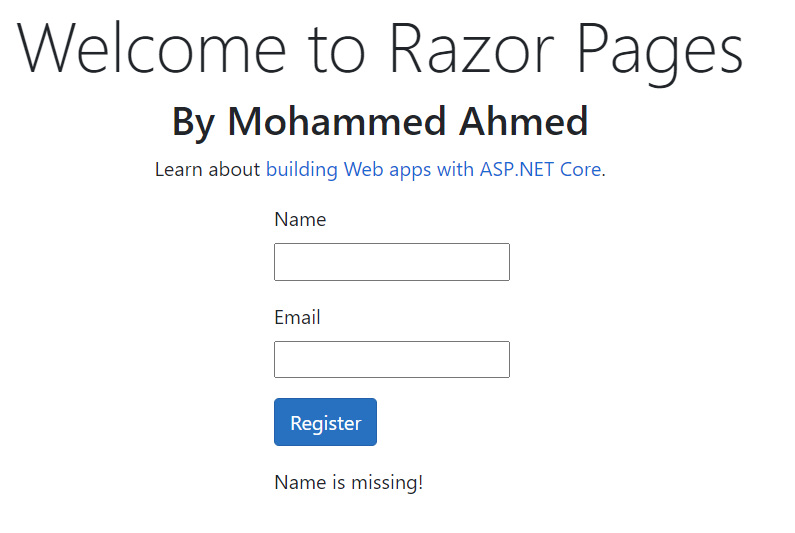 Welcome to Razor Pages
By Mohammed Ahmed
Learn about building Web apps with ASP.NET Core.
Name
Email
Register
Name is missing!